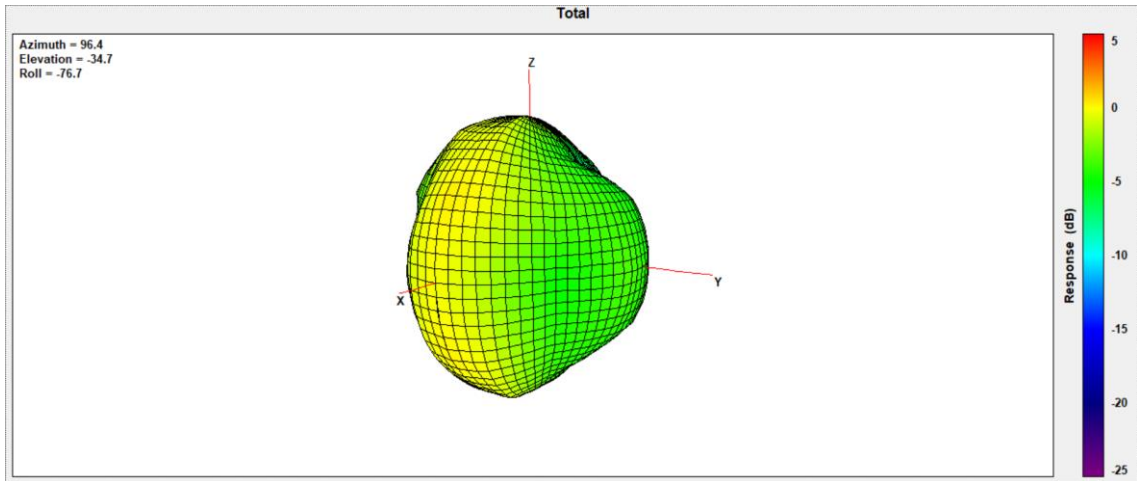 Total
Azimuth = 96.4
Elevation = -34.7
Roll = -76.7
Z
Y
X
5
0
-5
-10
-15
-20
-25
Response (dB)